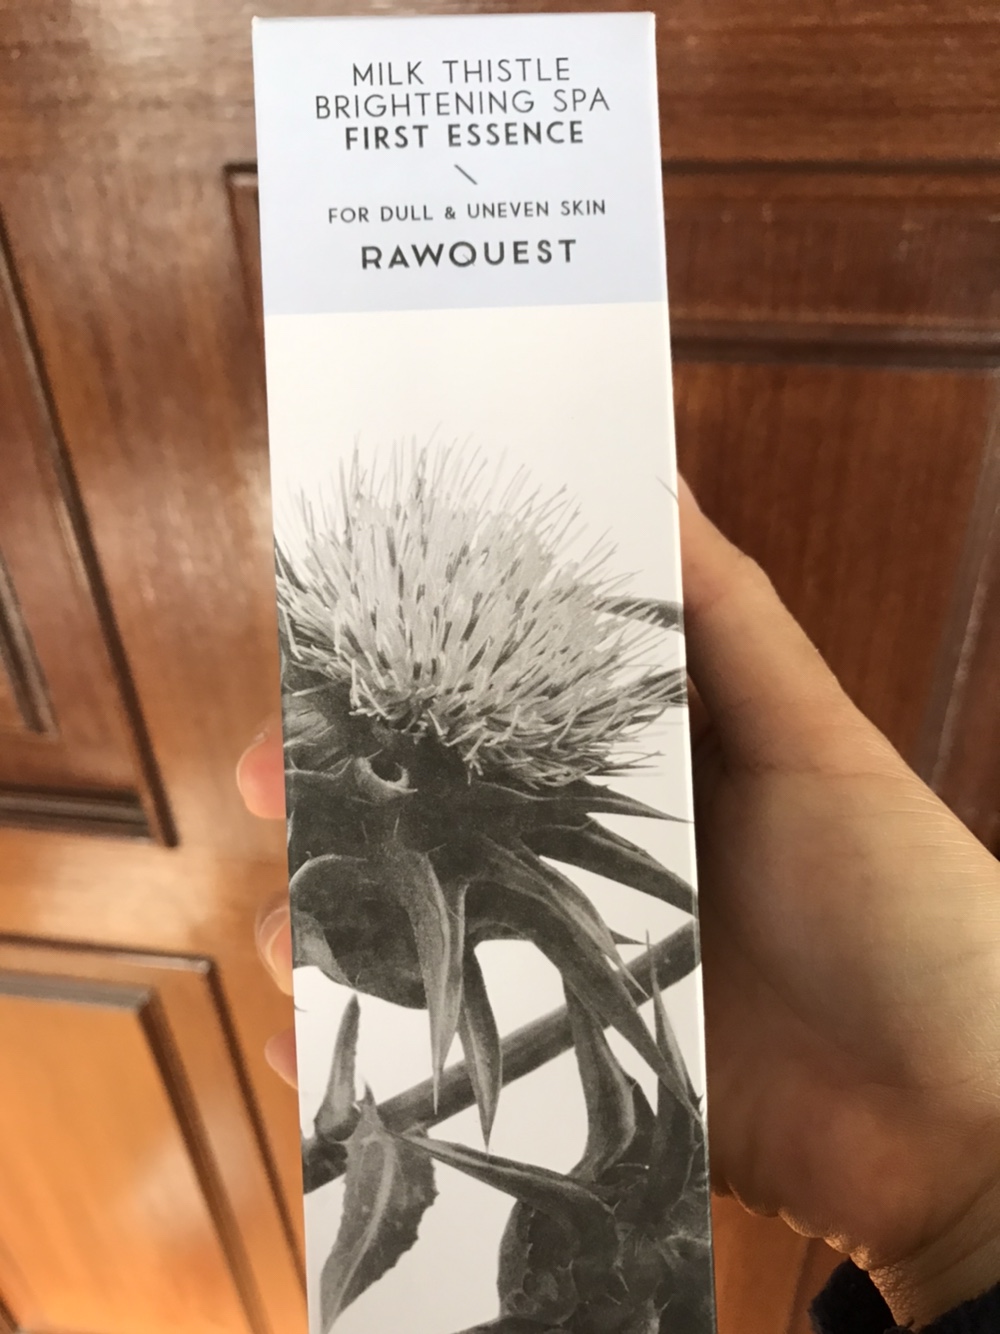 MILK THISTLE
BRIGHTENING SPA
FIRST ESSENCE
FOR DULL & UNEVEN SKIN
RAWQUEST